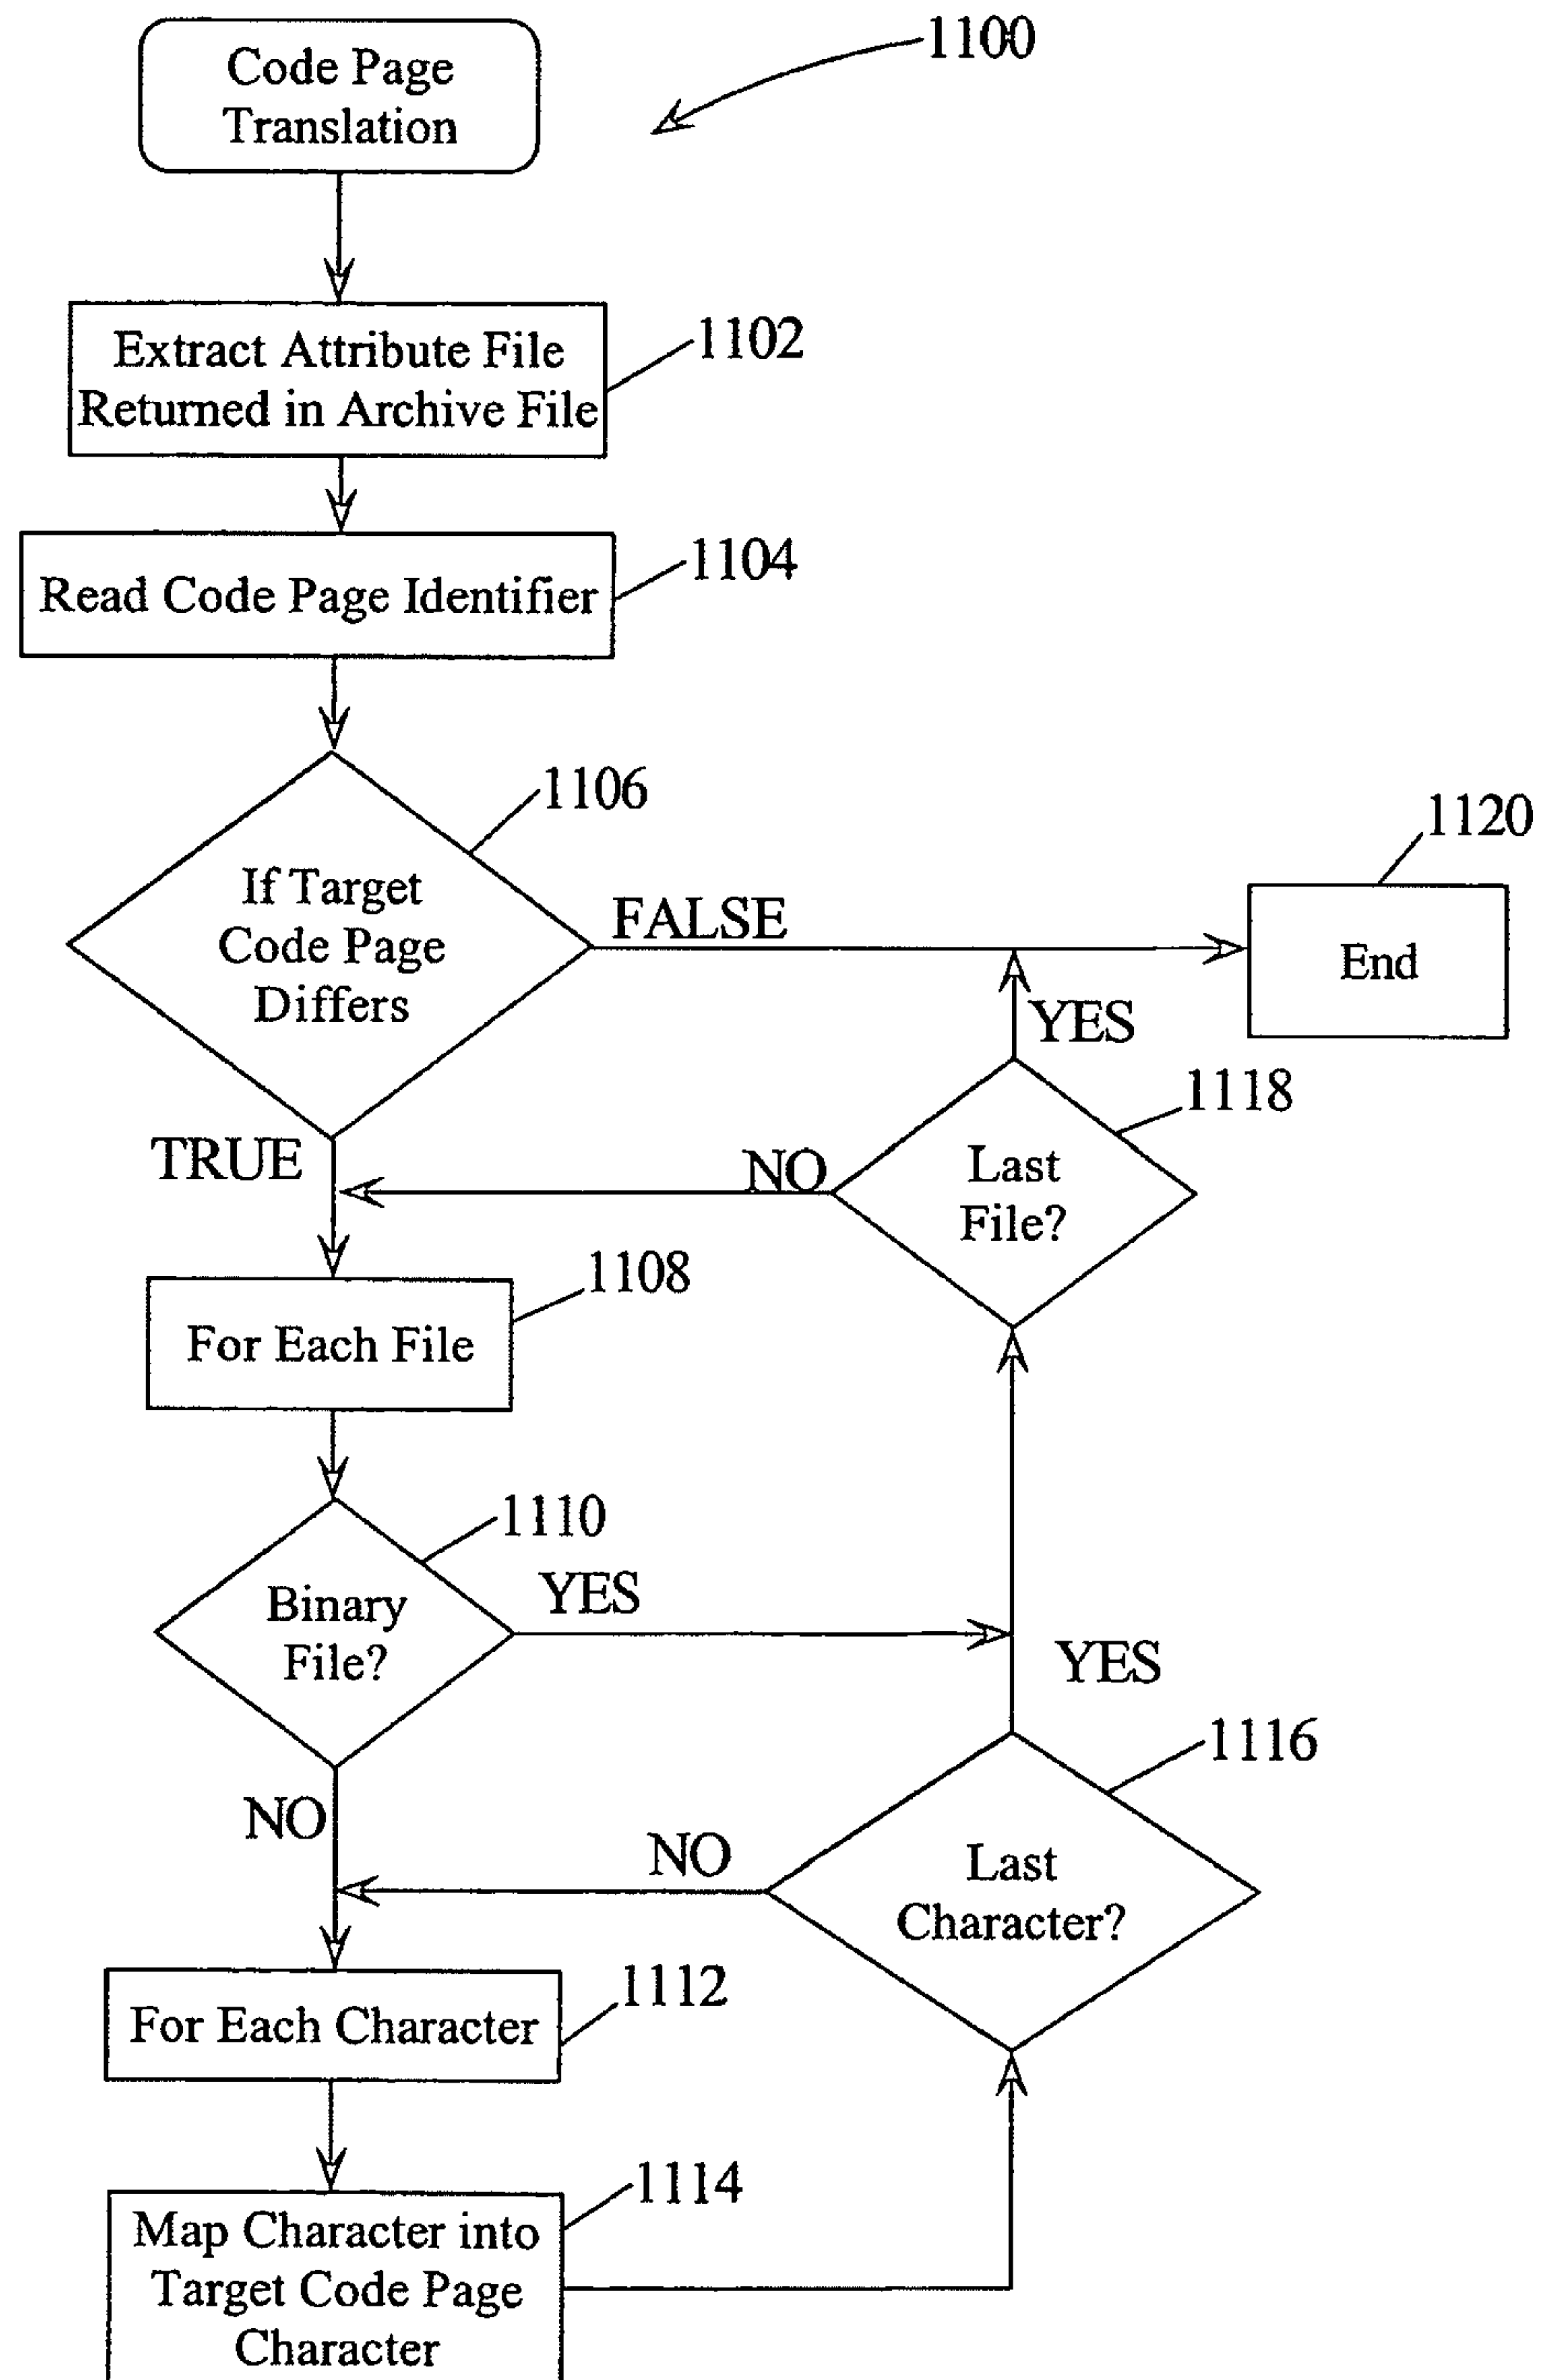 Code Page
Translation
1100
Extract Attribute File
Returned in Archive File
1102
Read Code Page Identifier
1104
If Target
Code Page
Differs
1106
FALSE
TRUE
End
1120
YES
Last
File?
1118
NO
For Each File
1108
Binary
File?
1110
YES
NO
YES
Last
Character?
1116
NO
For Each Character
1112
Map Character into
Target Code Page
Character
1114